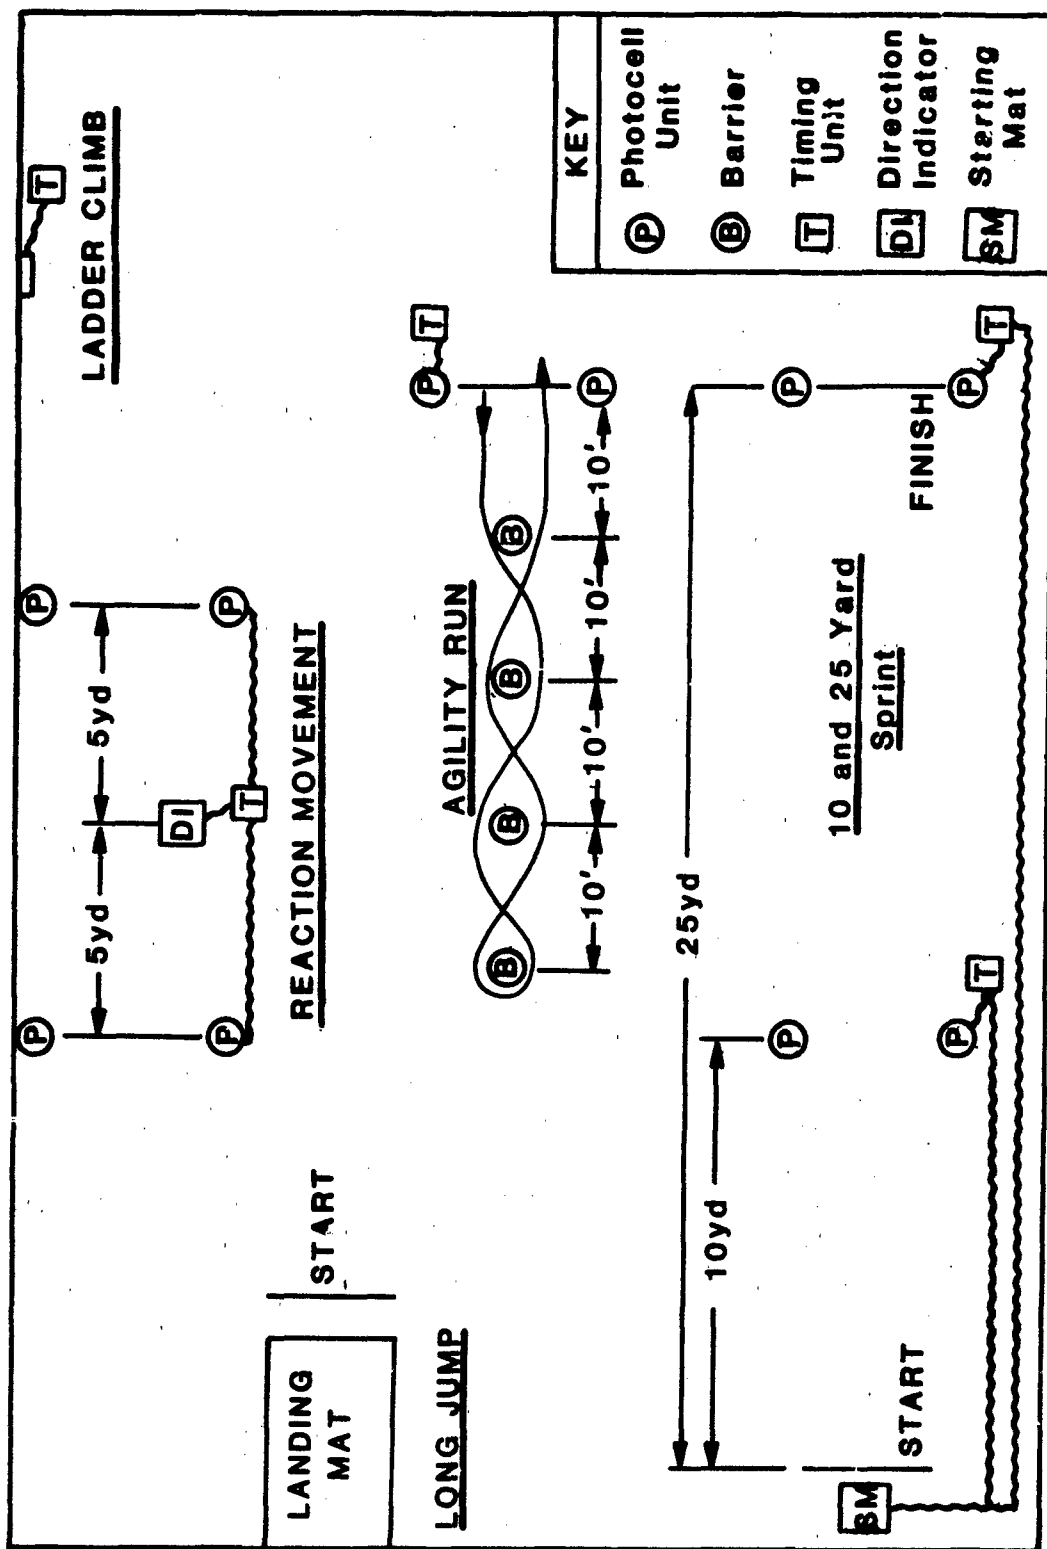 LADDER CLIMB
T
P
P
5yd
5yd
DI
T
P
P
REACTION MOVEMENT
LANDING
MAT
START
LONG JUMP
P
T
AGILITY RUN
B
B
B
B
P
10'
10'
10'
10'
25yd
10yd
P
P
10 and 25 Yard
Sprint
SM
START
P
T
FINISH
P
T
KEY
P Photocell
Unit
B Barrier
T Timing
Unit
DI Direction
Indicator
SM Starting
Mat